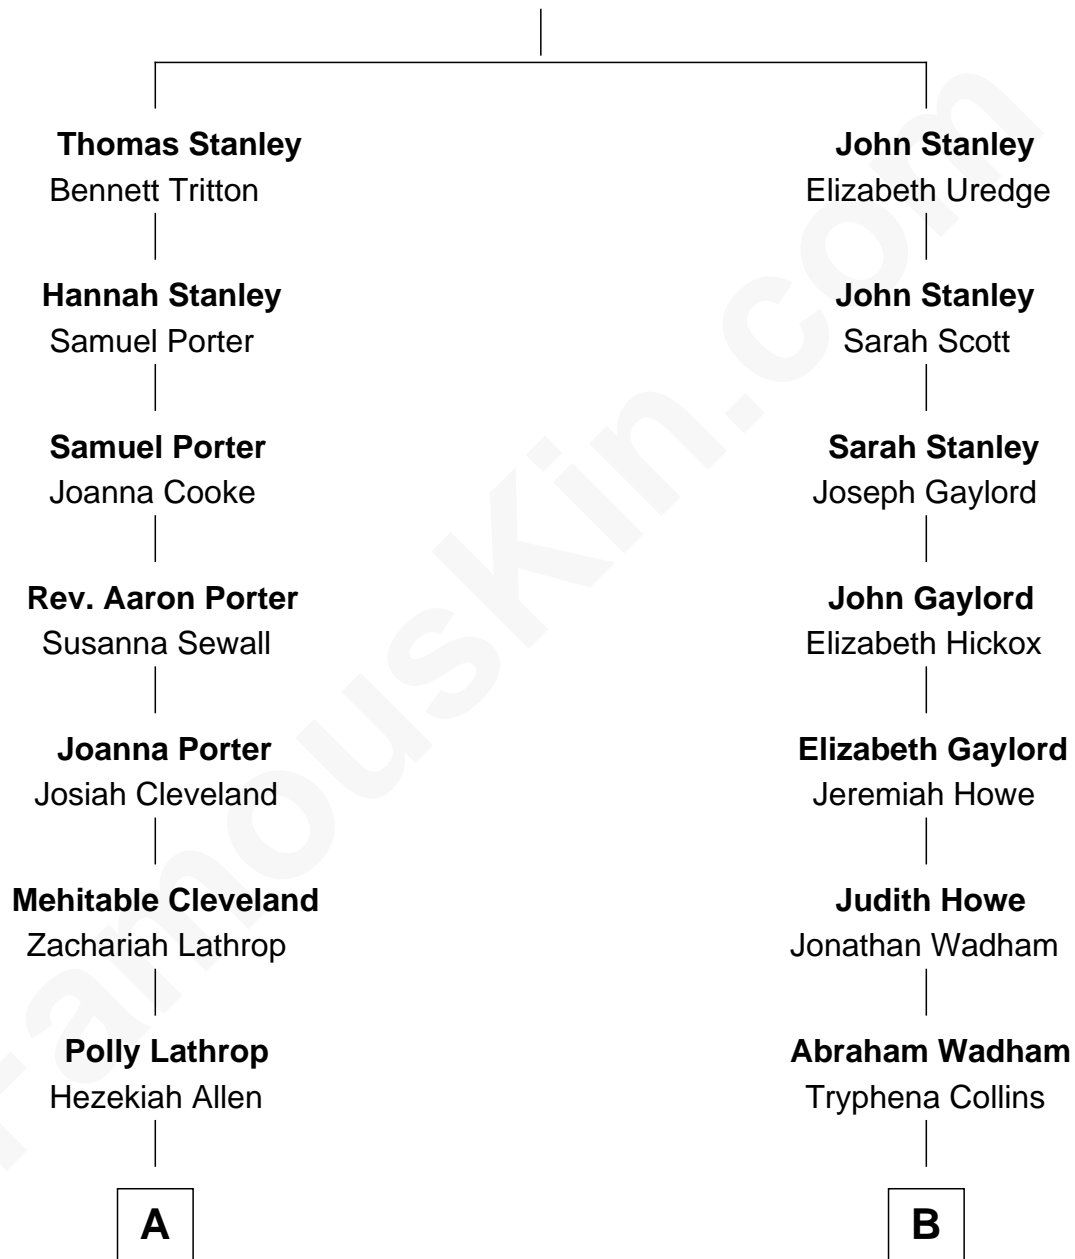 Thomas Stanley
Bennett Tritton
John Stanley
Elizabeth Uredge
Hannah Stanley
Samuel Porter
John Stanley
Sarah Scott
Samuel Porter
Joanna Cooke
Sarah Stanley
Joseph Gaylord
Rev. Aaron Porter
Susanna Sewall
John Gaylord
Elizabeth Hickox
Joanna Porter
Josiah Cleveland
Elizabeth Gaylord
Jeremiah Howe
Mehitable Cleveland
Zachariah Lathrop
Judith Howe
Jonathan Wadham
Polly Lathrop
Hezekiah Allen
Abraham Wadham
Tryphena Collins
A
B
FamousKin.com